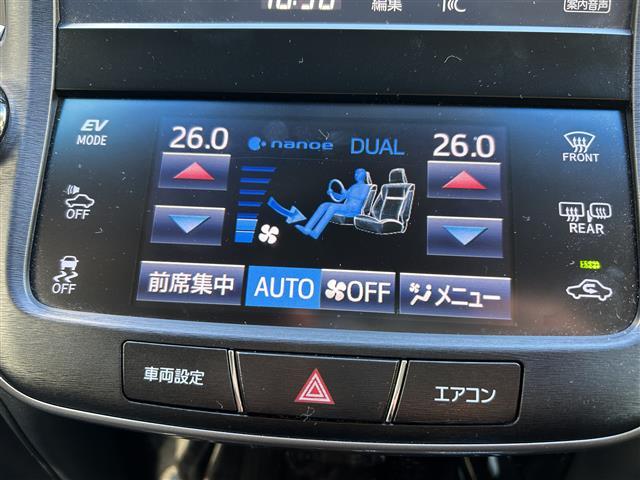 編集
案内音声
EV
MODE
26.0
nanoe DUAL
26.0
FRONT
OFF
REAR
OFF
前席集中
AUTO
OFF
メニュー
車両設定
エアコン